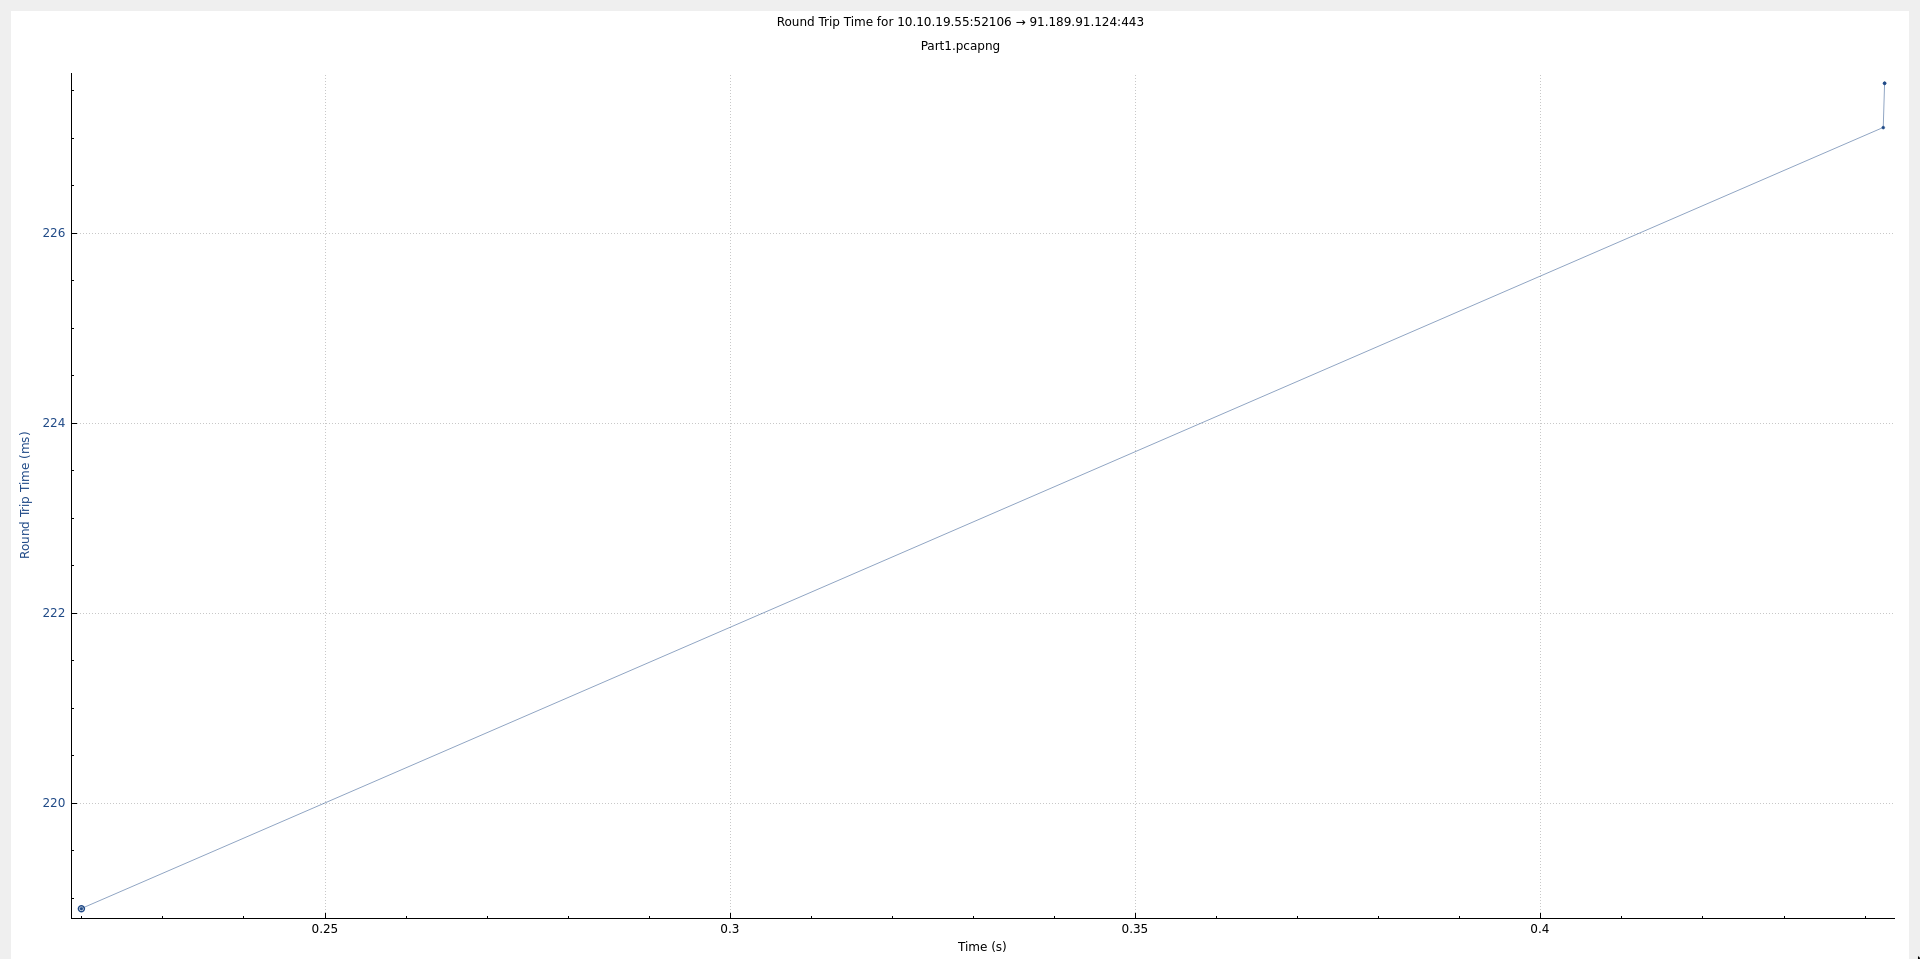 Round Trip Time for 10.10.19.55:52106 → 91.189.91.124:443
Part1.pcapng
226
224
222
220
Round Trip Time (ms)
0.25
0.3
0.35
0.4
Time (s)